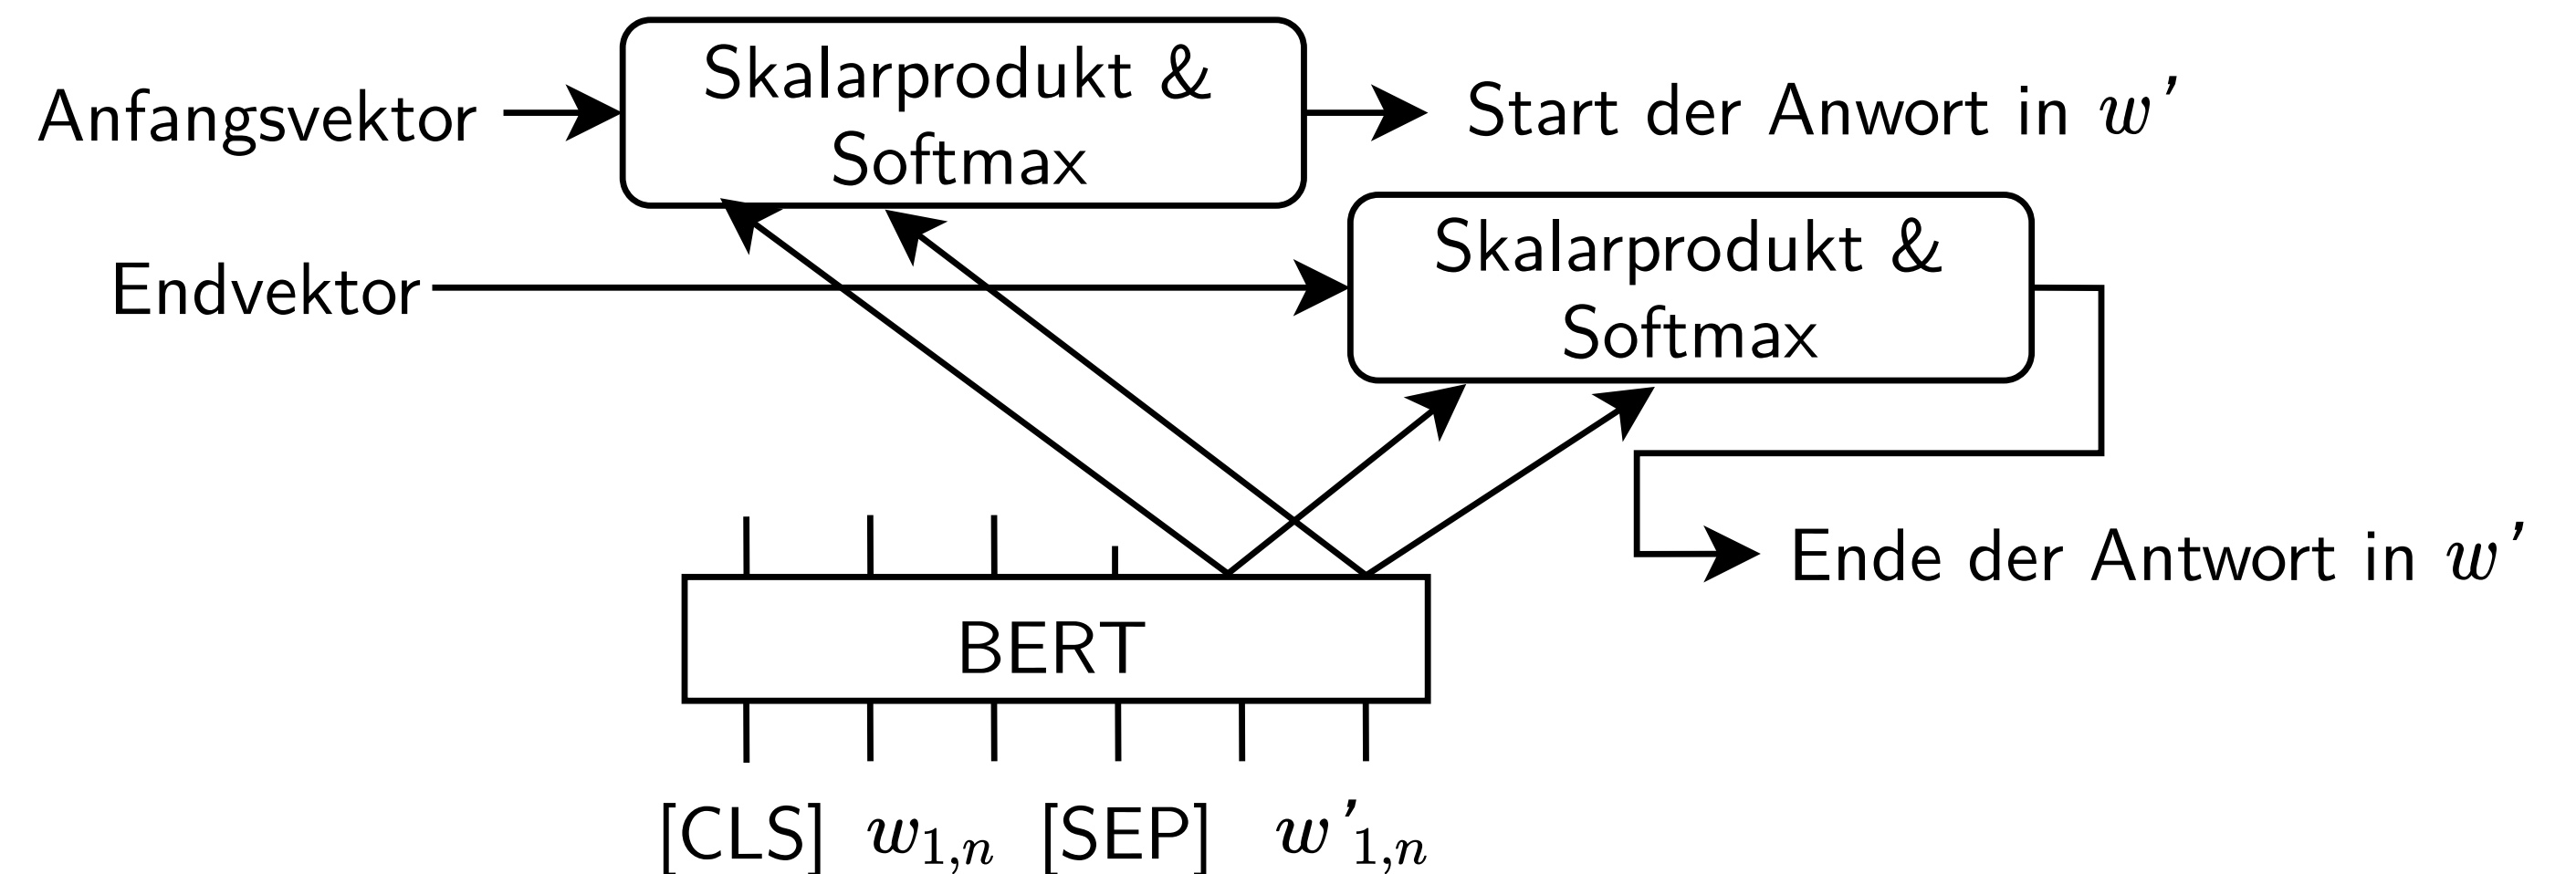 Anfangsvektor
Skalarprodukt &
Softmax
Start der Anwort in w'
Endvektor
Skalarprodukt &
Softmax
Ende der Antwort in w'
BERT
[CLS] w1,n [SEP] w'1,n